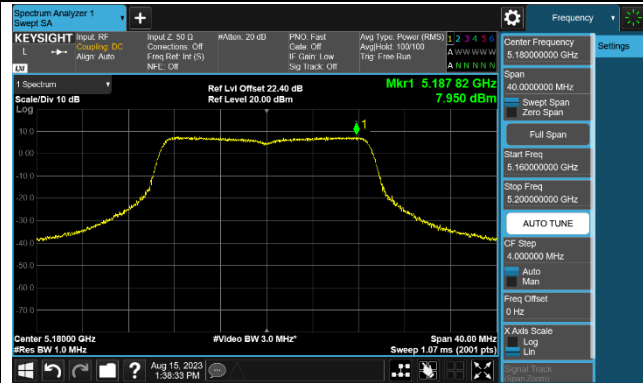 Spectrum Analyzer 1
Swept SA
Frequency
KEYSIGHT
L
LXI
Input: RF
Coupling: DC
Align: Auto
Input Z: 50 Ω
Corrections: Off
Freq Ref: Int (S)
NFE: Off
#Atten: 20 dB
PNO: Fast
Gate: Off
IF Gain: Low
Sig Track: Off
Avg Type: Power (RMS)
Avg|Hold: 100/100
Trig: Free Run
1 2 3 4 5 6
A W W W W W
A N N N N N
1 Spectrum
Scale/Div 10 dB
Log
Ref Lvl Offset 22.40 dB
Ref Level 20.00 dBm
Mkr1 5.187 82 GHz
7.950 dBm
1
10.0
0.00
-10.0
-20.0
-30.0
-40.0
-50.0
-60.0
-70.0
Center 5.18000 GHz
#Res BW 1.0 MHz
#Video BW 3.0 MHz*
Span 40.00 MHz
Sweep 1.07 ms (2001 pts)
Center Frequency
5.180000000 GHz
Span
40.0000000 MHz
Swept Span
Zero Span
Full Span
Start Freq
5.160000000 GHz
Stop Freq
5.200000000 GHz
AUTO TUNE
CF Step
4.000000 MHz
Auto
Man
Freq Offset
0 Hz
X Axis Scale
Log
Lin
Signal Track
(Span Zoom)
Settings
?
Aug 15, 2023
1:38:33 PM